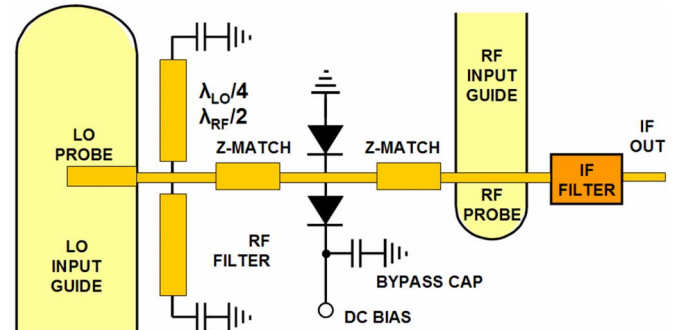 RF
INPUT
GUIDE
λLO/4
λRF/2
LO
PROBE
Z-MATCH
Z-MATCH
IF
OUT
IF
FILTER
RF
PROBE
LO
INPUT
GUIDE
RF
FILTER
BYPASS CAP
DC BIAS